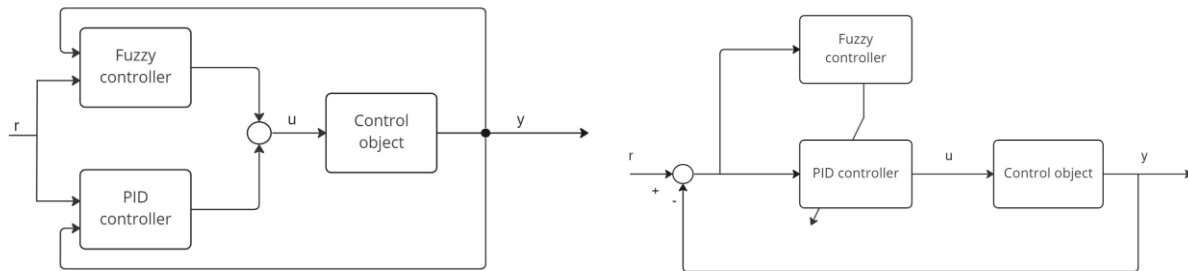 Fuzzy
controller
r
u
Control
object
y
PID
controller
Fuzzy
controller
r
+
-
PID controller
u
Control object
y